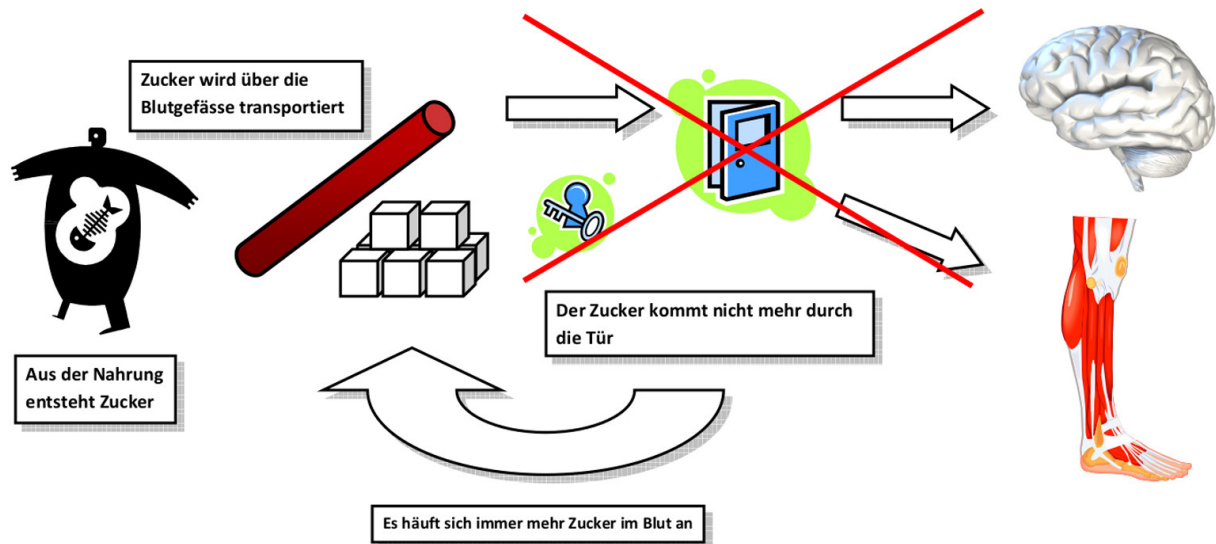 Zucker wird über die
Blutgefässe transportiert
Der Zucker kommt nicht mehr durch
die Tür
Aus der Nahrung
entsteht Zucker
Es häuft sich immer mehr Zucker im Blut an